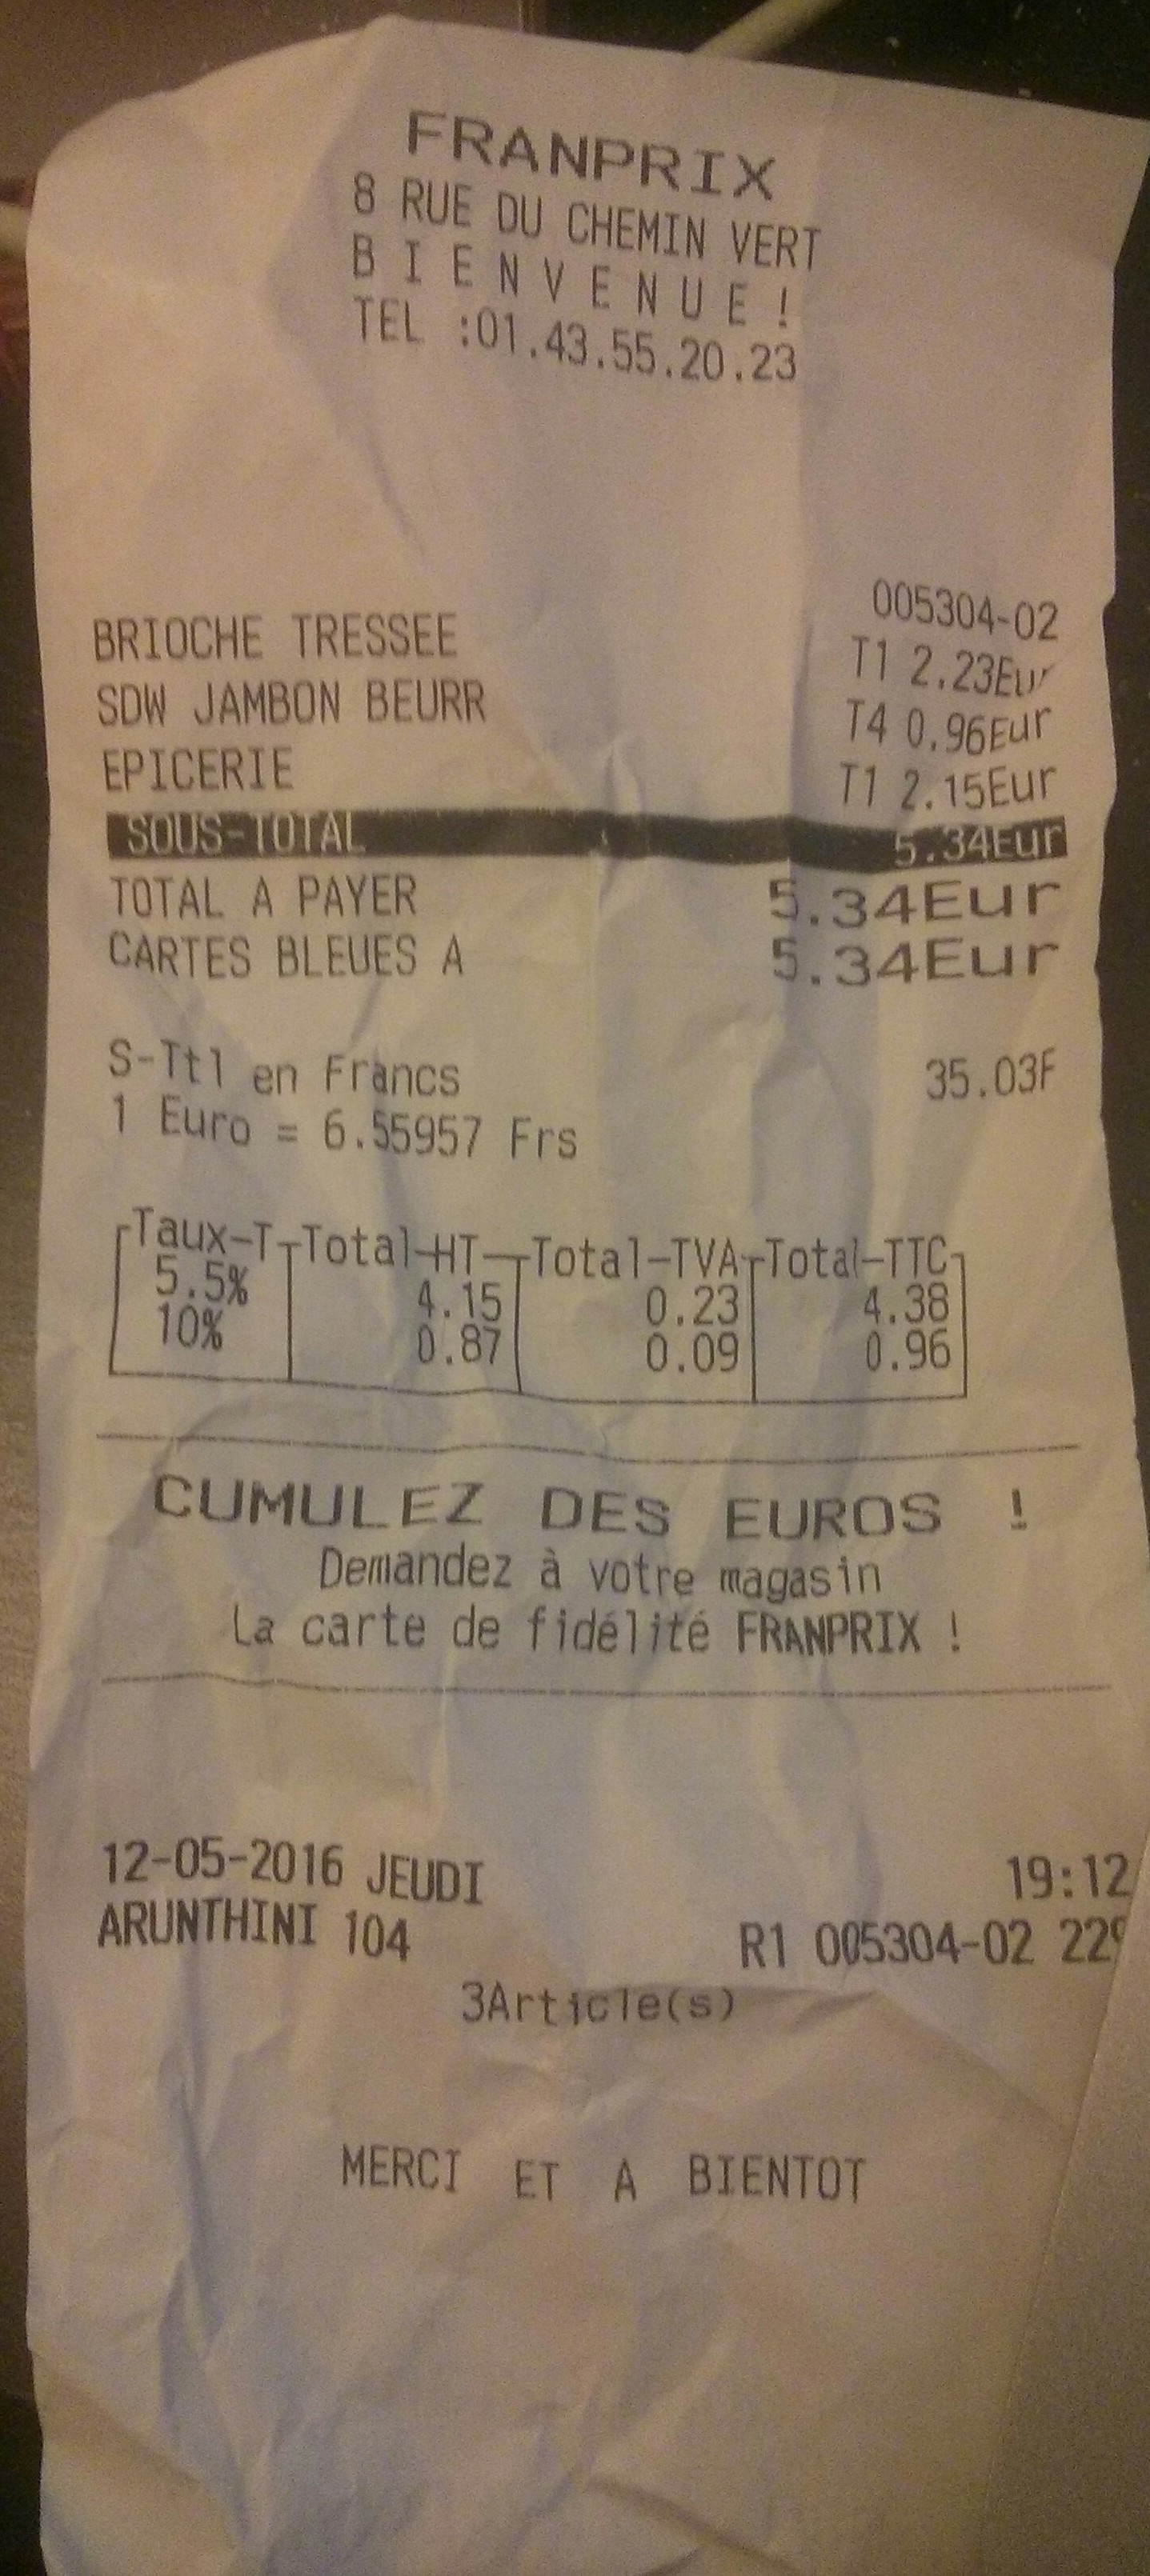 FRANPRIX
8 RUE DU CHEMIN VERT
B I E N V E N U E !
TEL :01.43.55.20.23
005304-02
BRIOCHE TRESSEE T1 2.23Eur
SDW JAMBON BEURR T4 0.96Eur
EPICERIE T1 2.15Eur
SOUS-TOTAL 5.34Eur
TOTAL A PAYER 5.34Eur
CARTES BLEUES A 5.34Eur
S-Ttl en Francs 35.03F
1 Euro = 6.55957 Frs
Taux-T Total-HT Total-TVA Total-TTC
5.5% 4.15 0.23 4.38
10% 0.87 0.09 0.96
CUMULEZ DES EUROS !
Demandez à votre magasin
La carte de fidélité FRANPRIX !
12-05-2016 JEUDI 19:12
ARUNTHINI 104 R1 005304-02
3Article(s)
MERCI ET A BIENTOT